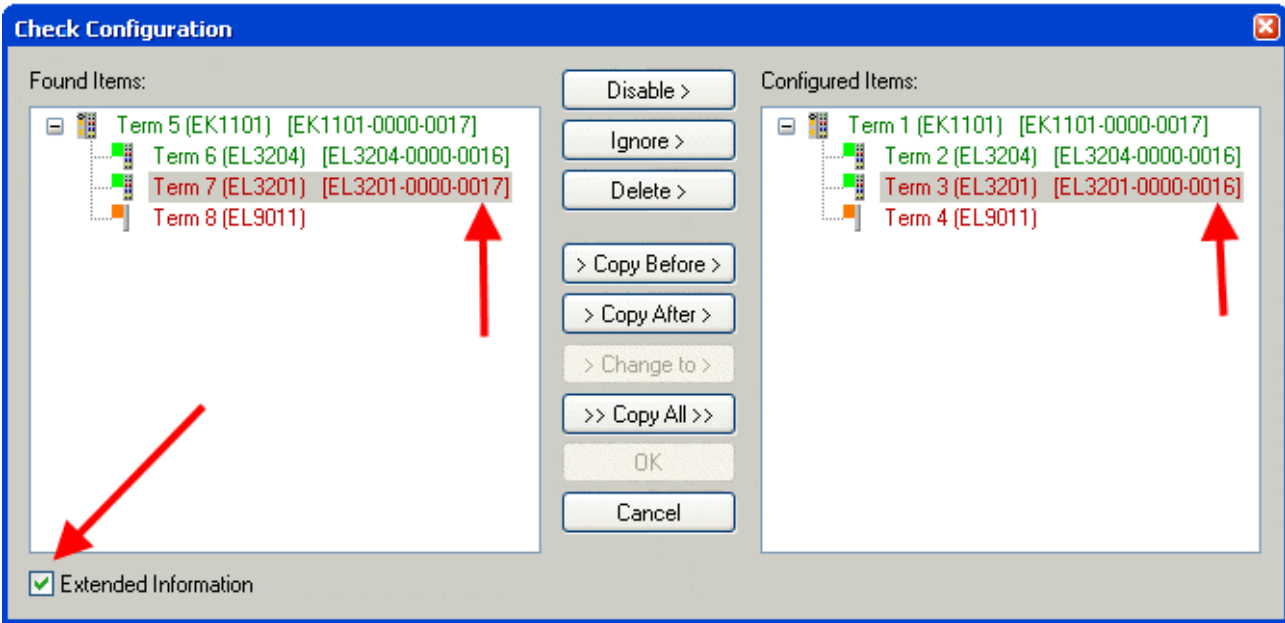 Check Configuration
Found Items:
Term 5 (EK1101) [EK1101-0000-0017]
Term 6 (EL3204) [EL3204-0000-0016]
Term 7 (EL3201) [EL3201-0000-0017]
Term 8 (EL9011)
Disable >
Ignore >
Delete >
> Copy Before >
> Copy After >
> Change to >
>> Copy All >>
OK
Cancel
Configured Items:
Term 1 (EK1101) [EK1101-0000-0017]
Term 2 (EL3204) [EL3204-0000-0016]
Term 3 (EL3201) [EL3201-0000-0016]
Term 4 (EL9011)
Extended Information